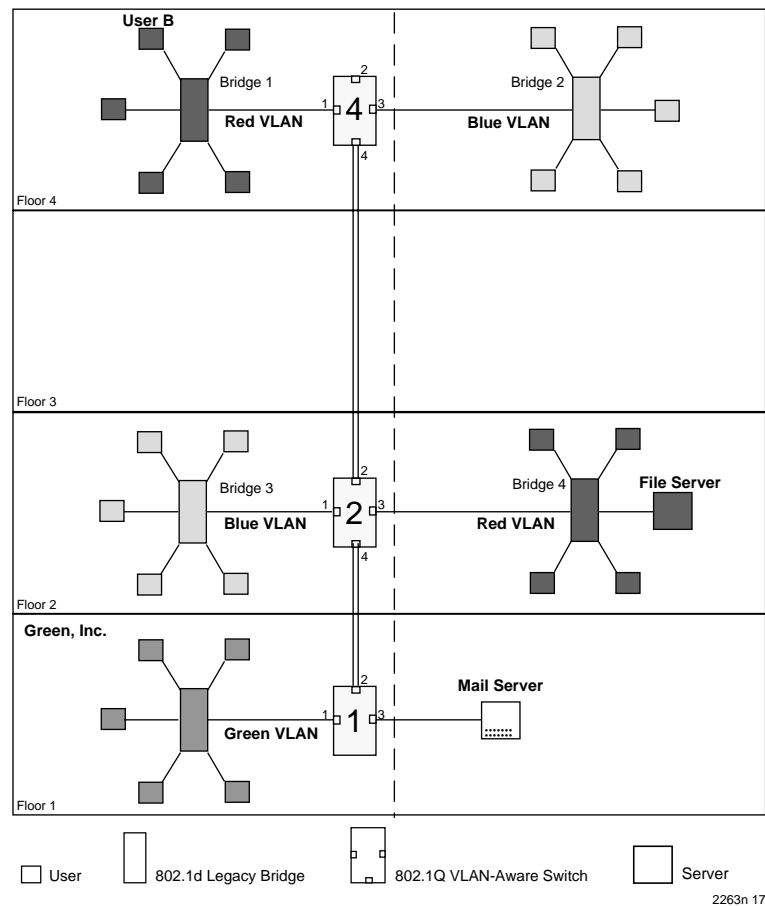 User B
Bridge 1
2
1
4
3
4
Red VLAN
Bridge 2
Blue VLAN
Floor 4
Floor 3
Bridge 3
2
1
2
3
4
Blue VLAN
Bridge 4
File Server
Red VLAN
Floor 2
Green, Inc.
2
1
1
3
Green VLAN
Mail Server
Floor 1
User
802.1d Legacy Bridge
802.1Q VLAN-Aware Switch
Server
2263n 17